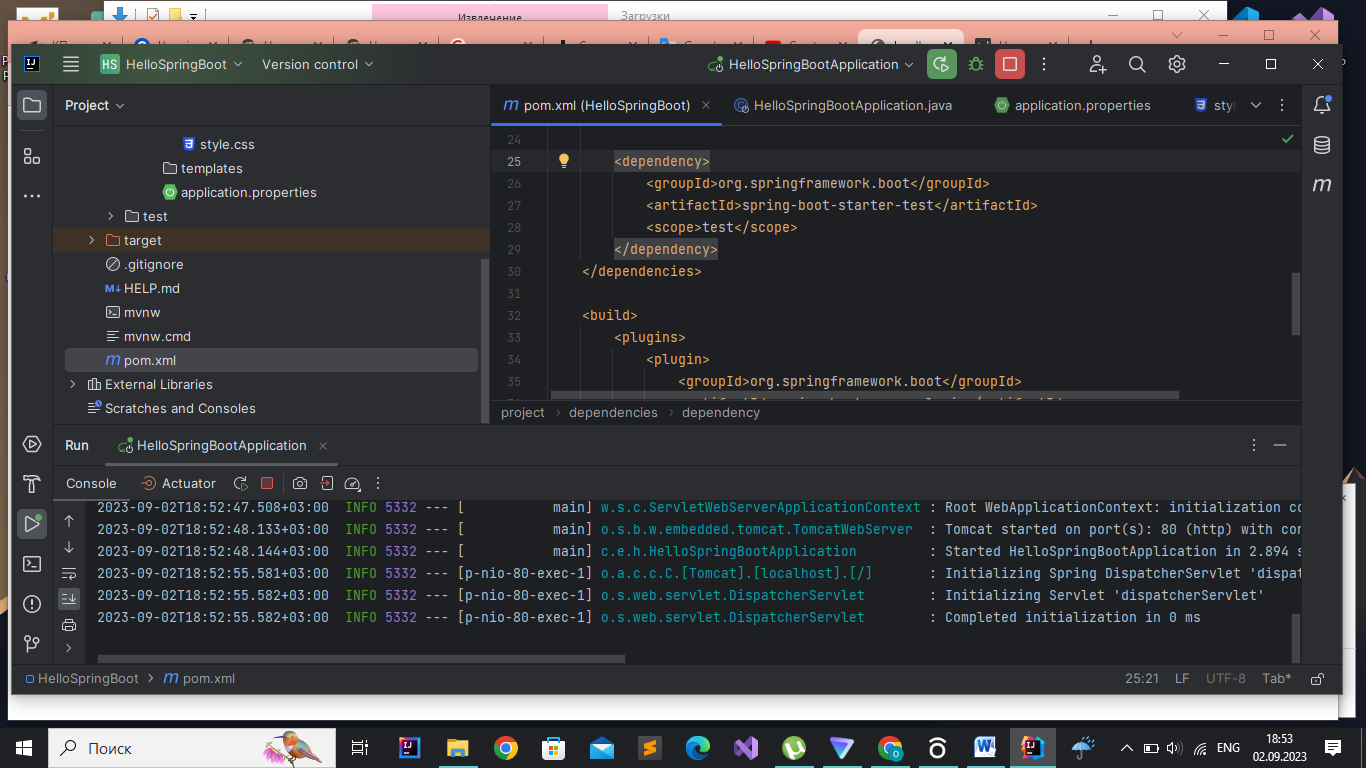 Извлечение
Загрузки
HS HelloSpringBoot
Version control
HelloSpringBootApplication
Project
pom.xml (HelloSpringBoot)
HelloSpringBootApplication.java
application.properties
style.css
templates
application.properties
test
target
.gitignore
HELP.md
mvnw
mvnw.cmd
pom.xml
External Libraries
Scratches and Consoles
24
25 <dependency>
26 <groupId>org.springframework.boot</groupId>
27 <artifactId>spring-boot-starter-test</artifactId>
28 <scope>test</scope>
29 </dependency>
30 </dependencies>
31
32 <build>
33 <plugins>
34 <plugin>
35 <groupId>org.springframework.boot</groupId>
project > dependencies > dependency
Run
HelloSpringBootApplication
Console
Actuator
2023-09-02T18:52:47.508+03:00 INFO 5332 --- [ main] w.s.c.ServletWebServerApplicationContext : Root WebApplicationContext: initialization co
2023-09-02T18:52:48.133+03:00 INFO 5332 --- [ main] o.s.b.w.embedded.tomcat.TomcatWebServer : Tomcat started on port(s): 80 (http) with con
2023-09-02T18:52:48.144+03:00 INFO 5332 --- [ main] c.e.h.HelloSpringBootApplication : Started HelloSpringBootApplication in 2.894 s
2023-09-02T18:52:55.581+03:00 INFO 5332 --- [p-nio-80-exec-1] o.a.c.c.C.[Tomcat].[localhost].[/] : Initializing Spring DispatcherServlet 'dispat
2023-09-02T18:52:55.582+03:00 INFO 5332 --- [p-nio-80-exec-1] o.s.web.servlet.DispatcherServlet : Initializing Servlet 'dispatcherServlet'
2023-09-02T18:52:55.582+03:00 INFO 5332 --- [p-nio-80-exec-1] o.s.web.servlet.DispatcherServlet : Completed initialization in 0 ms
HelloSpringBoot > pom.xml
25:21 LF UTF-8 Tab*
Поиск
ENG
18:53
02.09.2023